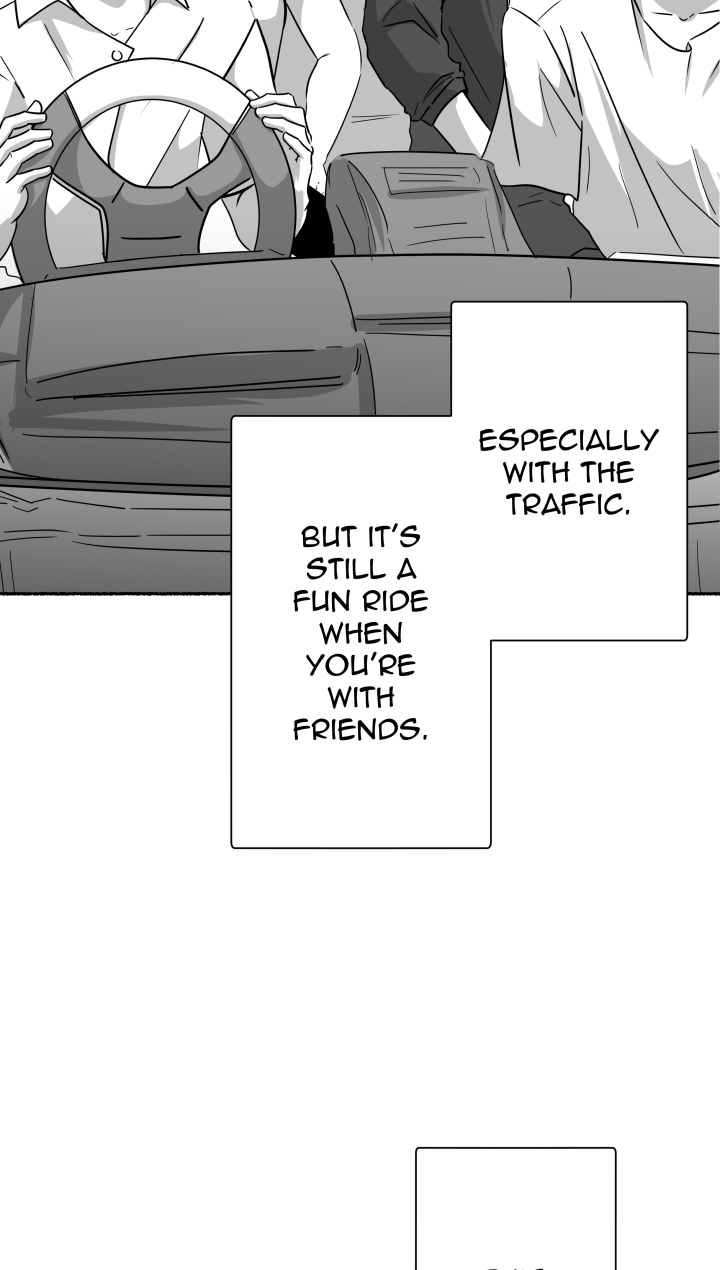 ESPECIALLY
WITH THE
TRAFFIC.
BUT IT'S
STILL A
FUN RIDE
WHEN
YOU'RE
WITH
FRIENDS.